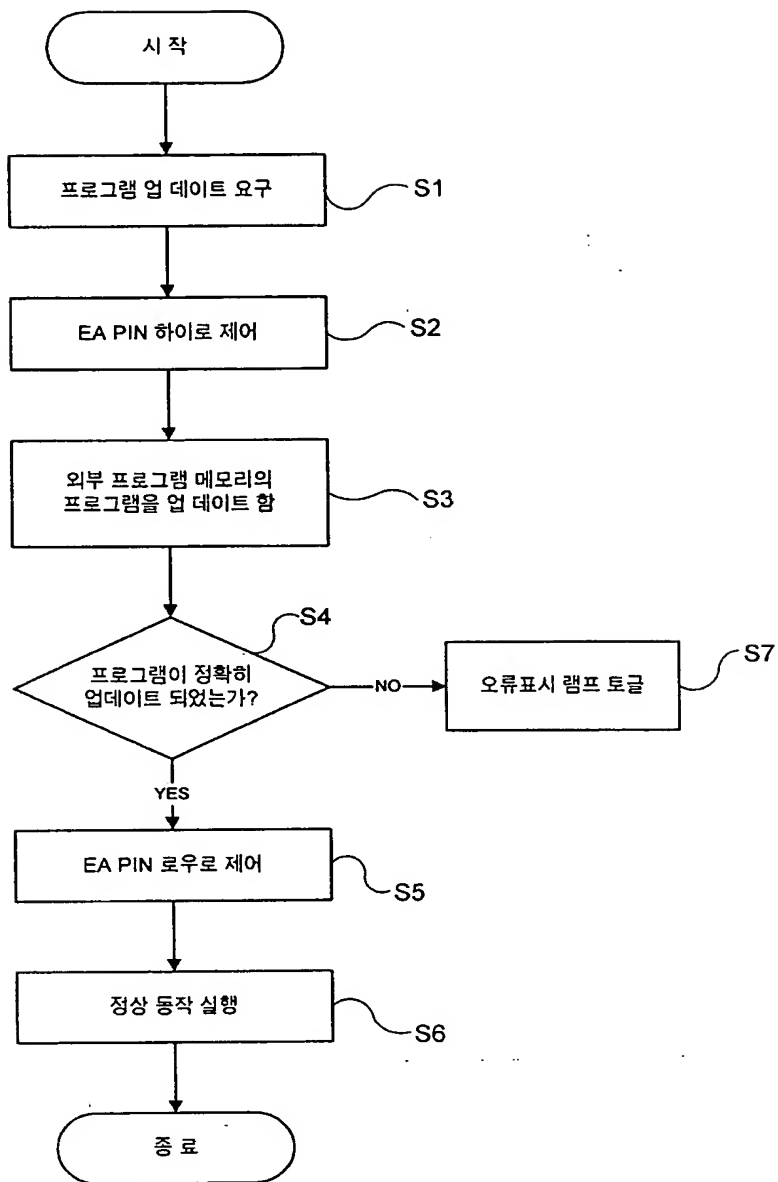 시 작
프로그램 업 데이트 요구
S1
EA PIN 하이로 제어
S2
외부 프로그램 메모리의
프로그램을 업 데이트 함
S3
S4
프로그램이 정확히
업데이트 되었는가?
NO
오류표시 램프 토글
S7
YES
EA PIN 로우로 제어
S5
정상 동작 실행
S6
종 료